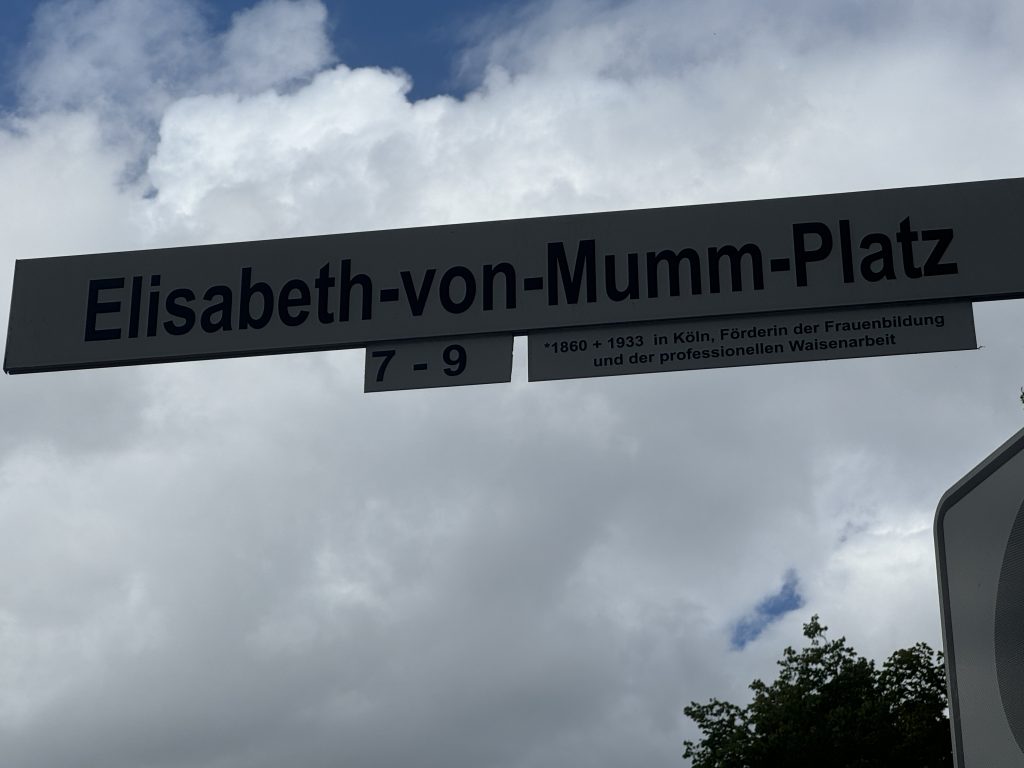 Elisabeth-von-Mumm-Platz
7 - 9
*1860 + 1933 in Köln, Förderin der Frauenbildung
und der professionellen Waisenarbeit